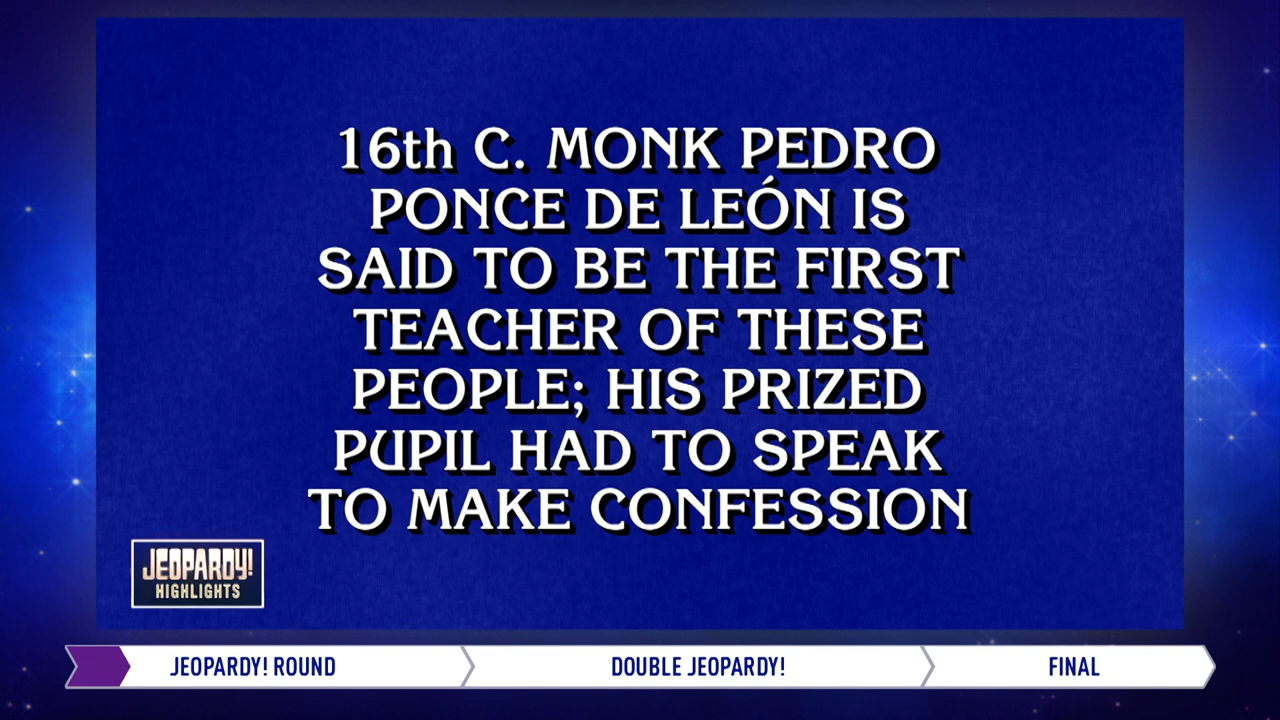 16th C. MONK PEDRO
PONCE DE LEÓN IS
SAID TO BE THE FIRST
TEACHER OF THESE
PEOPLE; HIS PRIZED
PUPIL HAD TO SPEAK
TO MAKE CONFESSION
JEOPARDY!
HIGHLIGHTS
JEOPARDY! ROUND
DOUBLE JEOPARDY!
FINAL